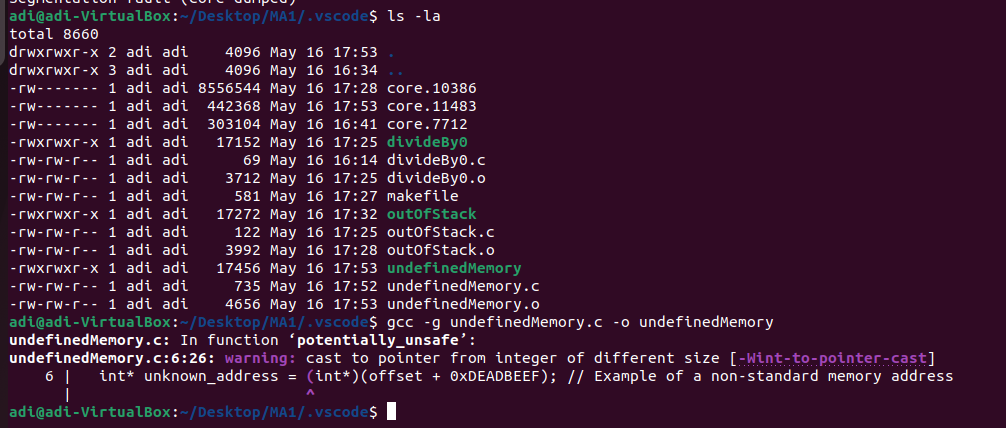 adi@adi-VirtualBox:~/Desktop/MA1/.vscode$ ls -la
total 8660
drwxrwxr-x 2 adi adi    4096 May 16 17:53 .
drwxrwxr-x 3 adi adi    4096 May 16 16:34 ..
-rw------- 1 adi adi 8556544 May 16 17:28 core.10386
-rw------- 1 adi adi  442368 May 16 17:53 core.11483
-rw------- 1 adi adi  303104 May 16 16:41 core.7712
-rwxrwxr-x 1 adi adi   17152 May 16 17:25 divideBy0
-rw-rw-r-- 1 adi adi      69 May 16 16:14 divideBy0.c
-rw-rw-r-- 1 adi adi    3712 May 16 17:25 divideBy0.o
-rw-rw-r-- 1 adi adi     581 May 16 17:27 makefile
-rwxrwxr-x 1 adi adi   17272 May 16 17:32 outOfStack
-rw-rw-r-- 1 adi adi     122 May 16 17:25 outOfStack.c
-rw-rw-r-- 1 adi adi    3992 May 16 17:28 outOfStack.o
-rwxrwxr-x 1 adi adi   17456 May 16 17:53 undefinedMemory
-rw-rw-r-- 1 adi adi     735 May 16 17:52 undefinedMemory.c
-rw-rw-r-- 1 adi adi    4656 May 16 17:53 undefinedMemory.o
adi@adi-VirtualBox:~/Desktop/MA1/.vscode$ gcc -g undefinedMemory.c -o undefinedMemory
undefinedMemory.c: In function ‘potentially_unsafe’:
undefinedMemory.c:6:26: warning: cast to pointer from integer of different size [-Wint-to-pointer-cast]
    6 |   int* unknown_address = (int*)(offset + 0xDEADBEEF); // Example of a non-standard memory address
      |                          ^
adi@adi-VirtualBox:~/Desktop/MA1/.vscode$